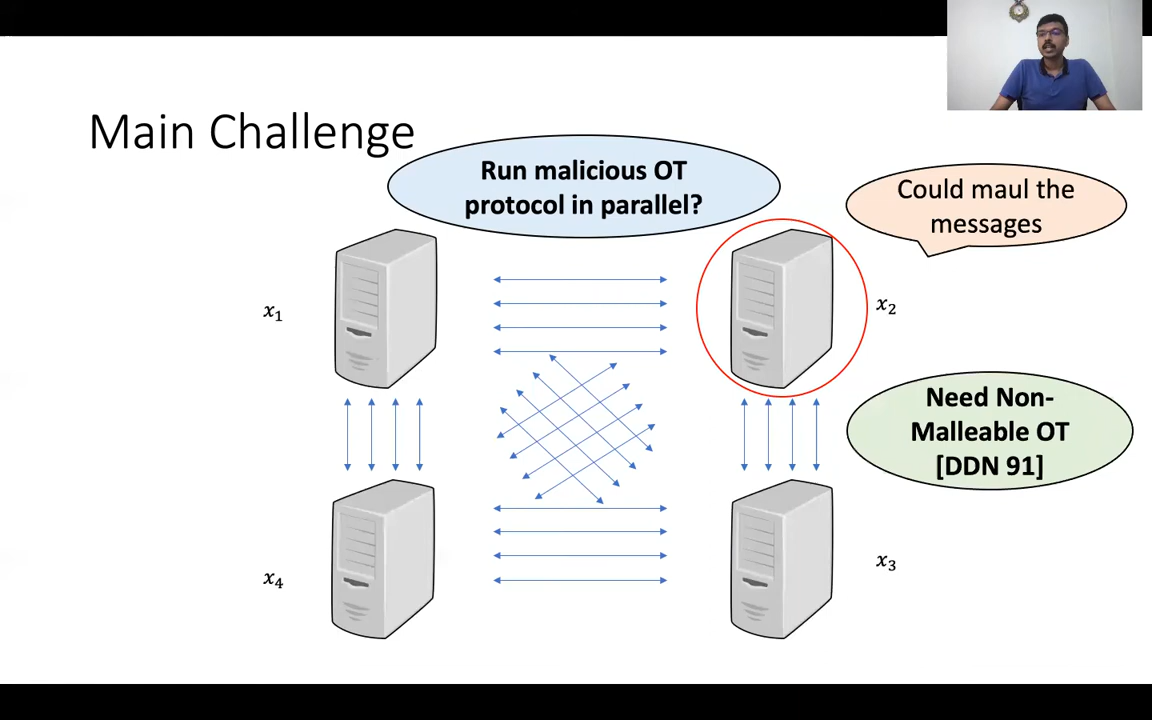 Main Challenge
Run malicious OT
protocol in parallel?
Could maul the
messages
x₁
x₂
Need Non-
Malleable OT
[DDN 91]
x₄
x₃